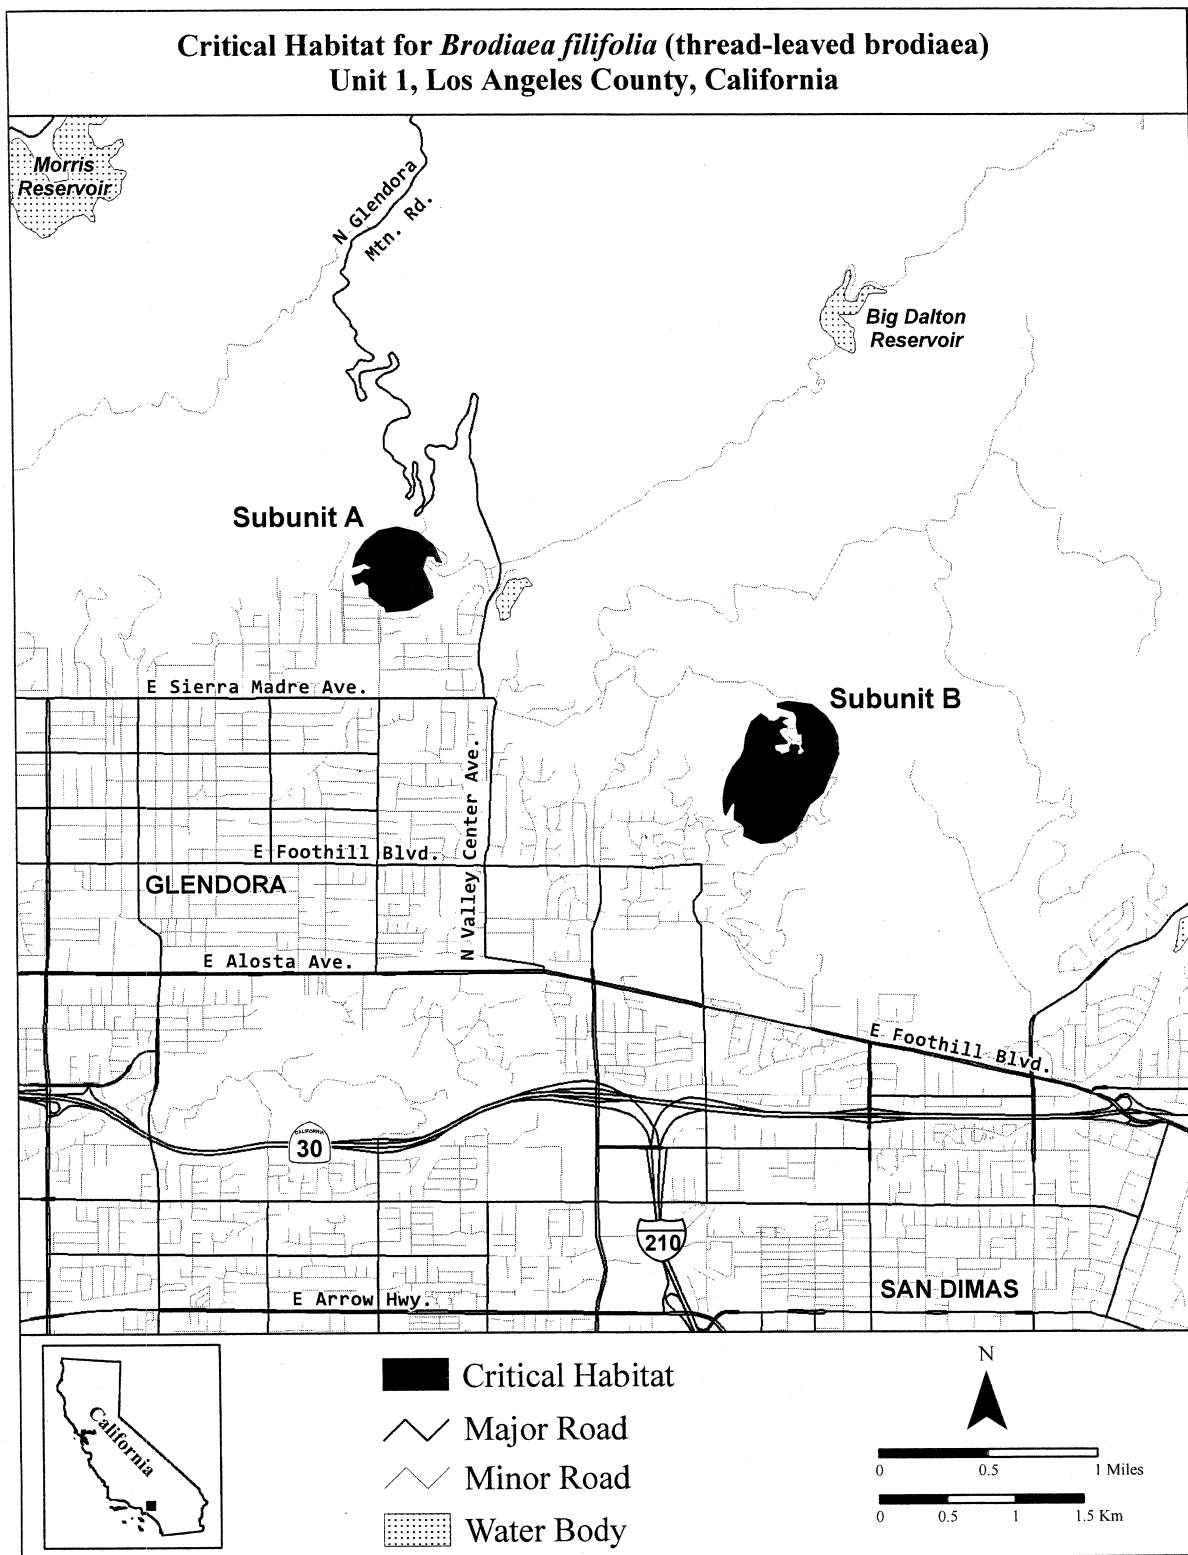 Critical Habitat for Brodiaea filifolia (thread-leaved brodiaea)
Unit 1, Los Angeles County, California
Morris
Reservoir
N Glendora
Mtn. Rd.
Big Dalton
Reservoir
Subunit A
E Sierra Madre Ave.
Subunit B
N Valley Center Ave.
E Foothill Blvd.
GLENDORA
E Alosta Ave.
E Foothill Blvd.
CALIFORNIA
30
210
SAN DIMAS
E Arrow Hwy.
California
Critical Habitat
Major Road
Minor Road
Water Body
N
0 0.5 1 Miles
0 0.5 1 1.5 Km